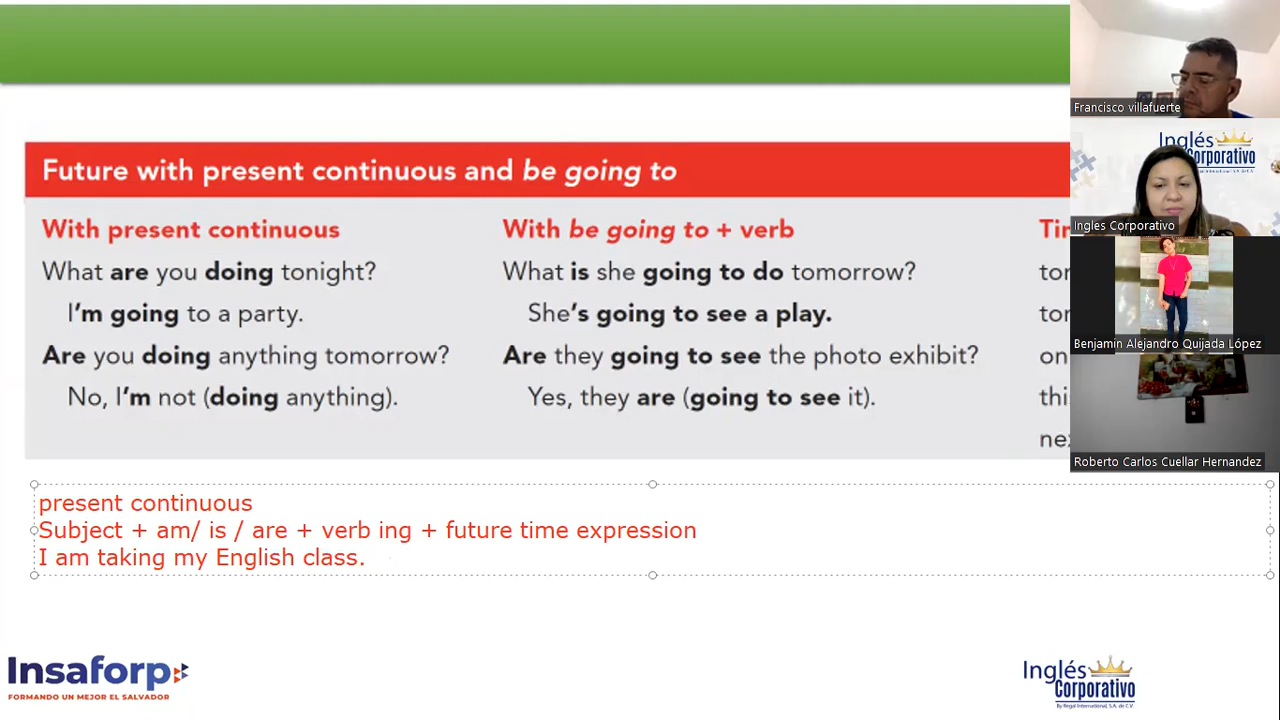 Future with present continuous and be going to
With present continuous
What are you doing tonight?
I'm going to a party.
Are you doing anything tomorrow?
No, I'm not (doing anything).
With be going to + verb
What is she going to do tomorrow?
She's going to see a play.
Are they going to see the photo exhibit?
Yes, they are (going to see it).
present continuous
Subject + am/ is / are + verb ing + future time expression
I am taking my English class.
Insaforp
FORMANDO UN MEJOR EL SALVADOR
Inglés
Corporativo
By Regal International, S.A. de C.V.
Francisco villafuerte
Inglés
Corporativo
Ingles Corporativo
Benjamin Alejandro Quijada López
Roberto Carlos Cuellar Hernandez